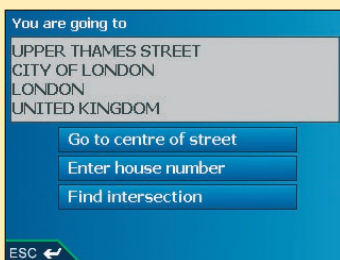 You are going to
UPPER THAMES STREET
CITY OF LONDON
LONDON
UNITED KINGDOM
Go to centre of street
Enter house number
Find intersection
ESC